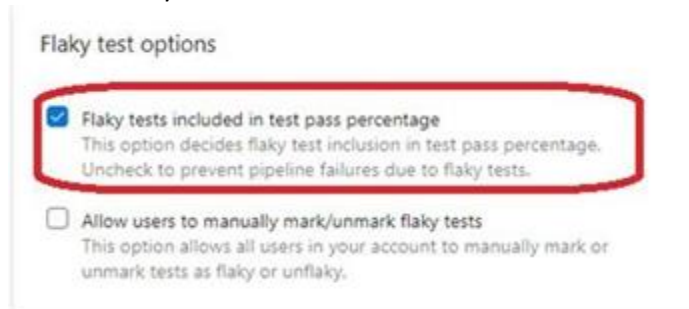 Flaky test options
Flaky tests included in test pass percentage
This option decides flaky test inclusion in test pass percentage.
Uncheck to prevent pipeline failures due to flaky tests.
Allow users to manually mark/unmark flaky tests
This option allows all users in your account to manually mark or
unmark tests as flaky or unflaky.